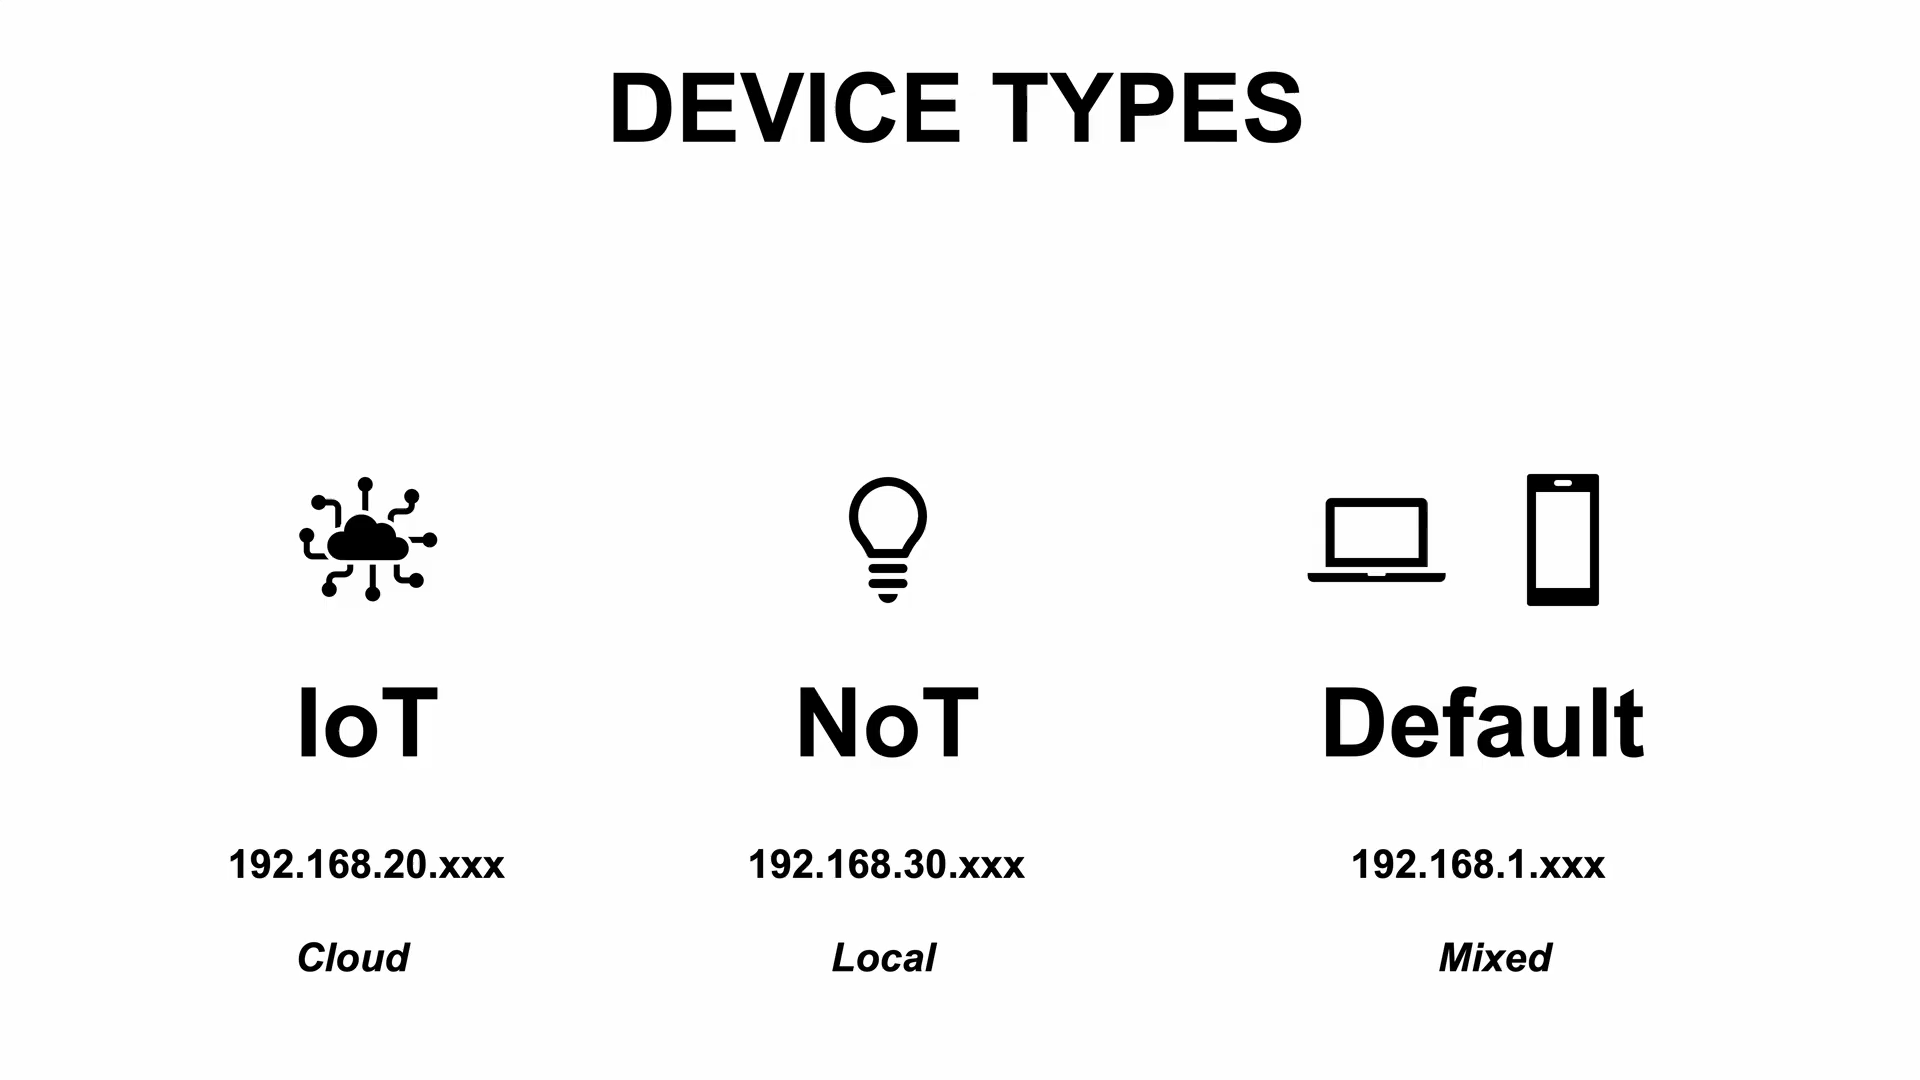 DEVICE TYPES
IoT
NoT
Default
192.168.20.xxx
192.168.30.xxx
192.168.1.xxx
Cloud
Local
Mixed